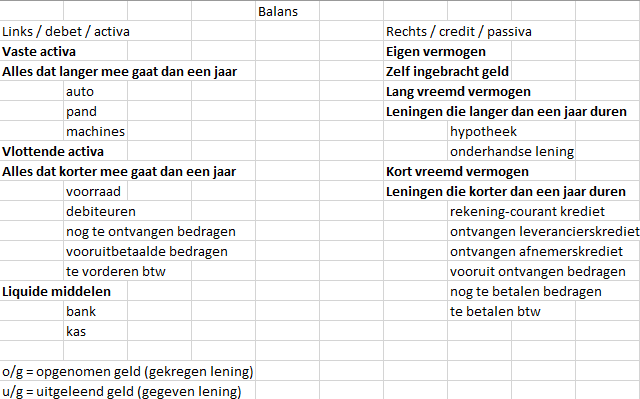 Balans
Links / debet / activa
Rechts / credit / passiva
Vaste activa
Eigen vermogen
Alles dat langer mee gaat dan een jaar
Zelf ingebracht geld
auto
Lang vreemd vermogen
pand
Leningen die langer dan een jaar duren
machines
hypotheek
Vlottende activa
onderhandse lening
Alles dat korter mee gaat dan een jaar
Kort vreemd vermogen
voorraad
Leningen die korter dan een jaar duren
debiteuren
rekening-courant krediet
nog te ontvangen bedragen
ontvangen leverancierskrediet
vooruitbetaalde bedragen
ontvangen afnemerskrediet
te vorderen btw
vooruit ontvangen bedragen
Liquide middelen
nog te betalen bedragen
bank
te betalen btw
kas
o/g = opgenomen geld (gekregen lening)
u/g = uitgeleend geld (gegeven lening)